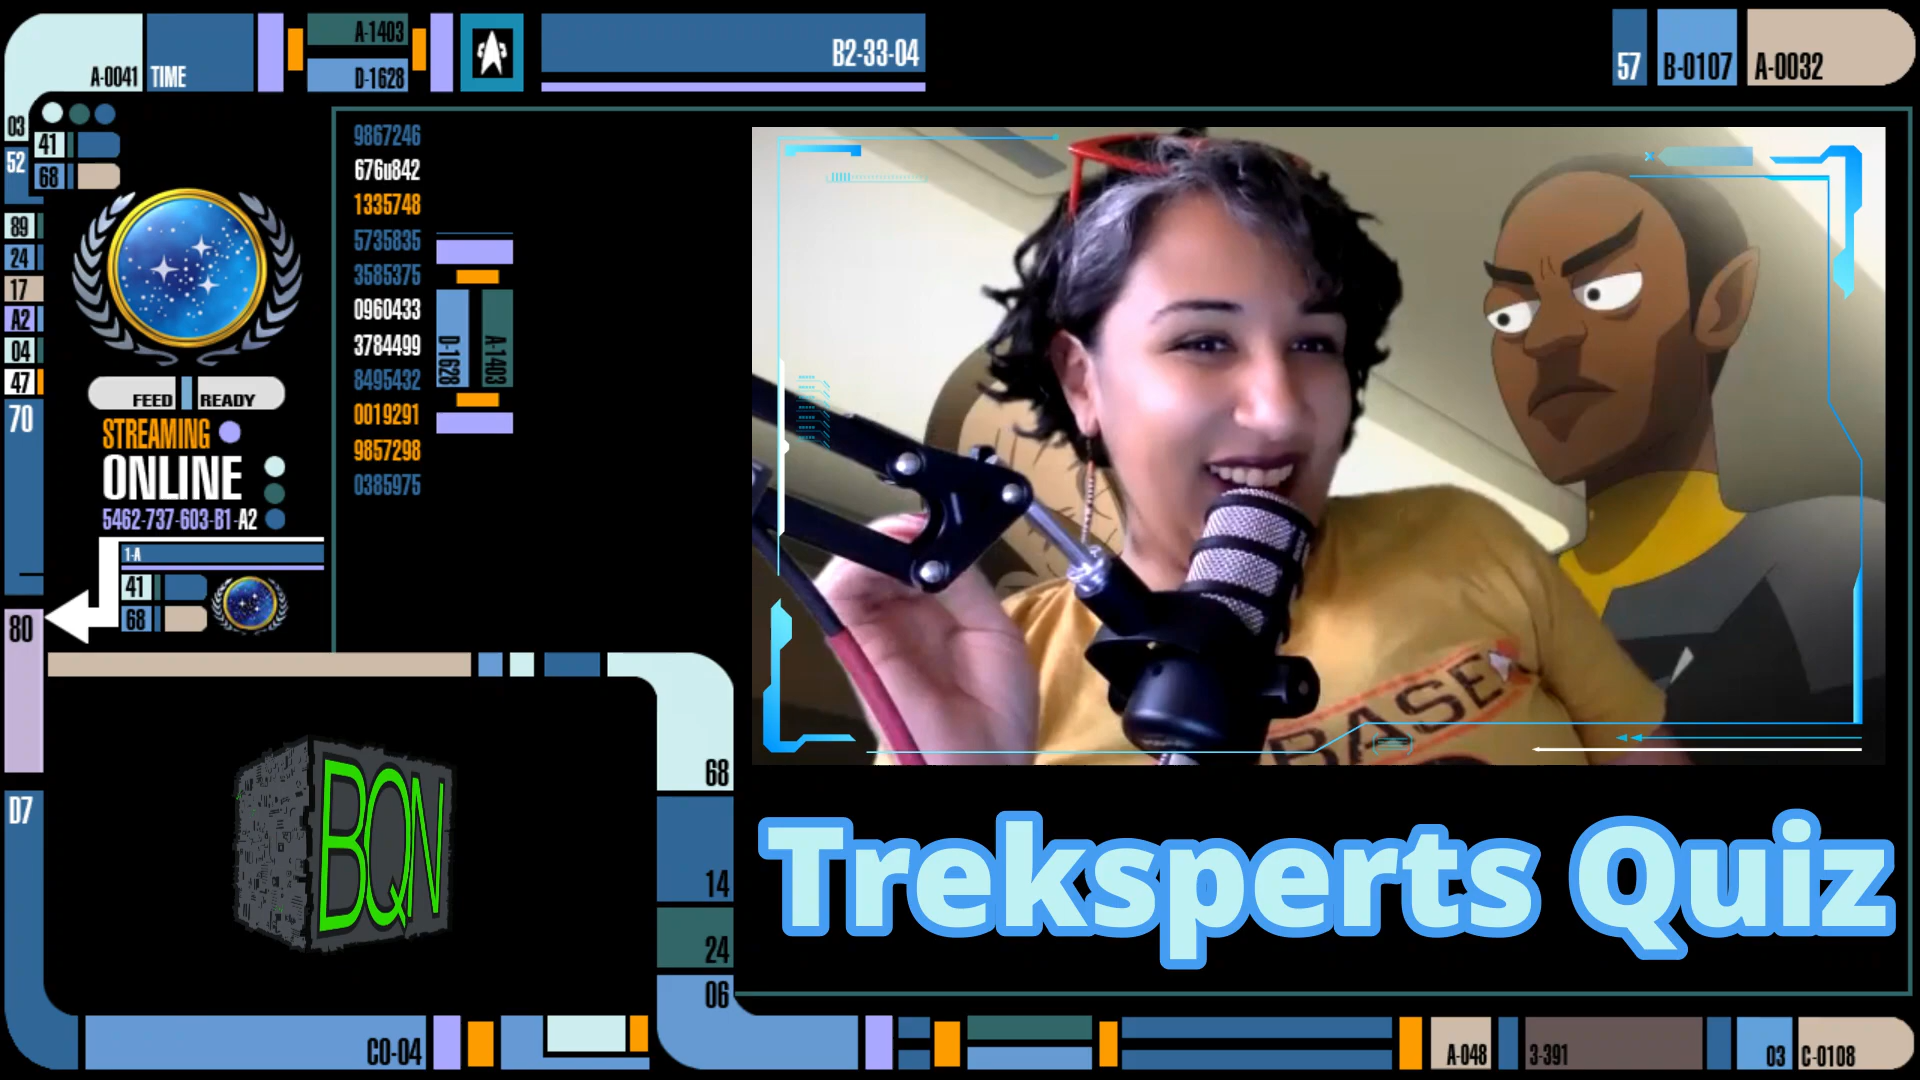 A-0041
TIME
A-1403
D-1628
B2-33-04
57
B-0107
A-0032
03
41
52
68
89
24
17
A2
04
47
70
FEED
READY
STREAMING
ONLINE
5462-737-603-B1-A2
1-A
41
68
80
D7
9867246
676u842
1335748
5735835
3585375
0960433
3784499
8495432
0019291
9857298
0385975
D-1628
A-1403
BASE
BQN
68
14
24
06
Treksperts Quiz
C0-04
A-048
3-391
03
C-0108